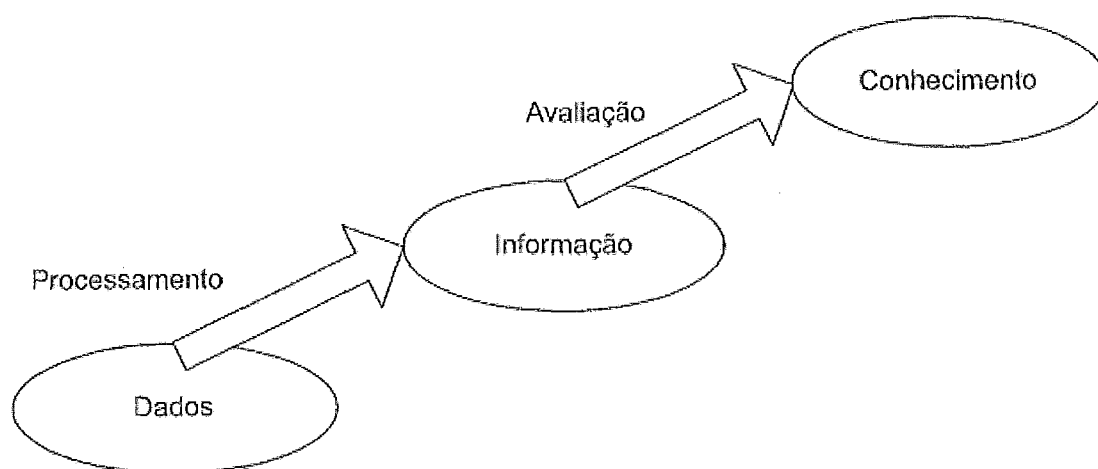 Conhecimento
Avaliação
Informação
Processamento
Dados